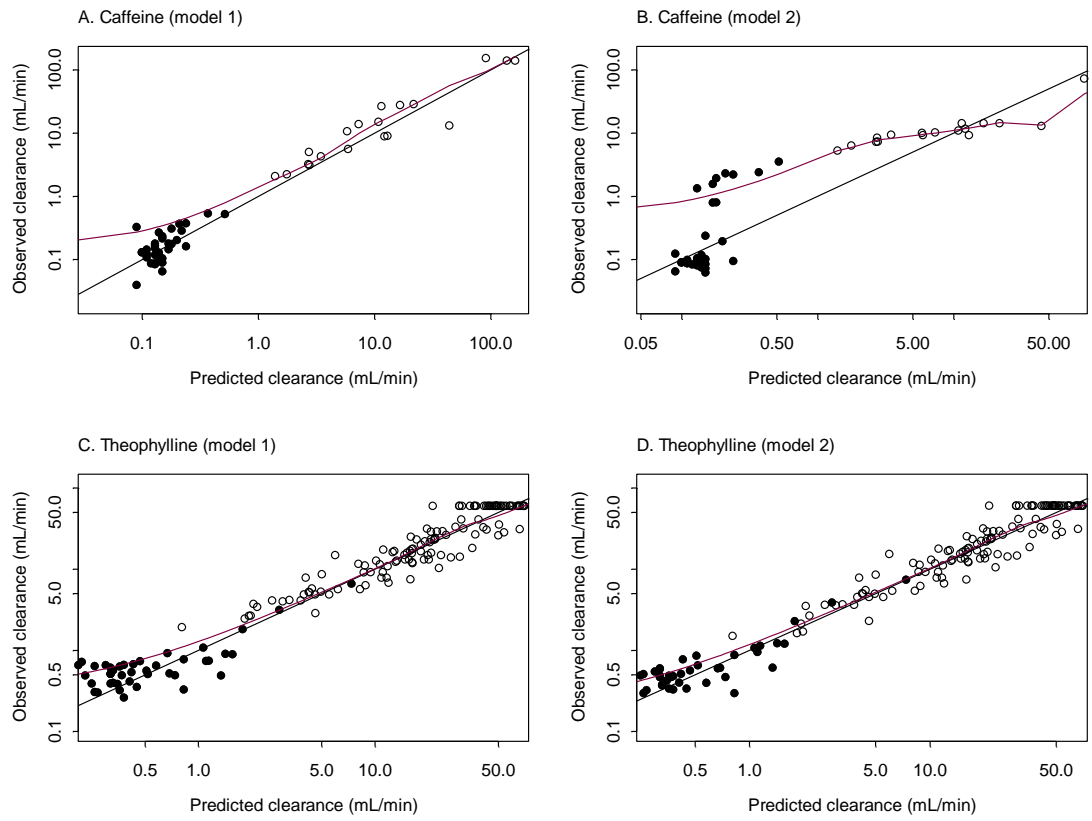 A. Caffeine (model 1)
Observed clearance (mL/min)
100.0
10.0
1.0
0.1
0.1
1.0
10.0
100.0
Predicted clearance (mL/min)
B. Caffeine (model 2)
Observed clearance (mL/min)
100.0
10.0
1.0
0.1
0.05
0.50
5.00
50.00
Predicted clearance (mL/min)
C. Theophylline (model 1)
Observed clearance (mL/min)
50.0
5.0
0.5
0.1
0.5
1.0
5.0
10.0
50.0
Predicted clearance (mL/min)
D. Theophylline (model 2)
Observed clearance (mL/min)
50.0
5.0
0.5
0.1
0.5
1.0
5.0
10.0
50.0
Predicted clearance (mL/min)